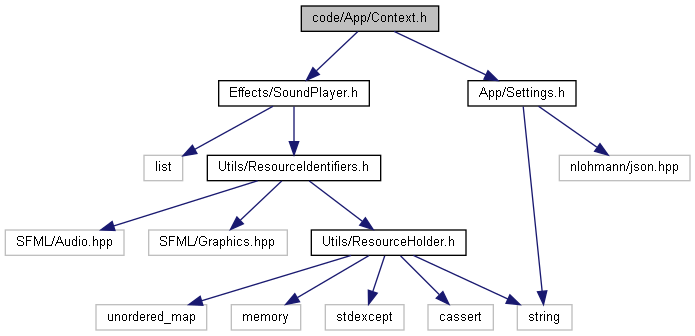 code/App/Context.h
Effects/SoundPlayer.h
App/Settings.h
list
Utils/ResourceIdentifiers.h
nlohmann/json.hpp
SFML/Audio.hpp
SFML/Graphics.hpp
Utils/ResourceHolder.h
unordered_map
memory
stdexcept
cassert
string